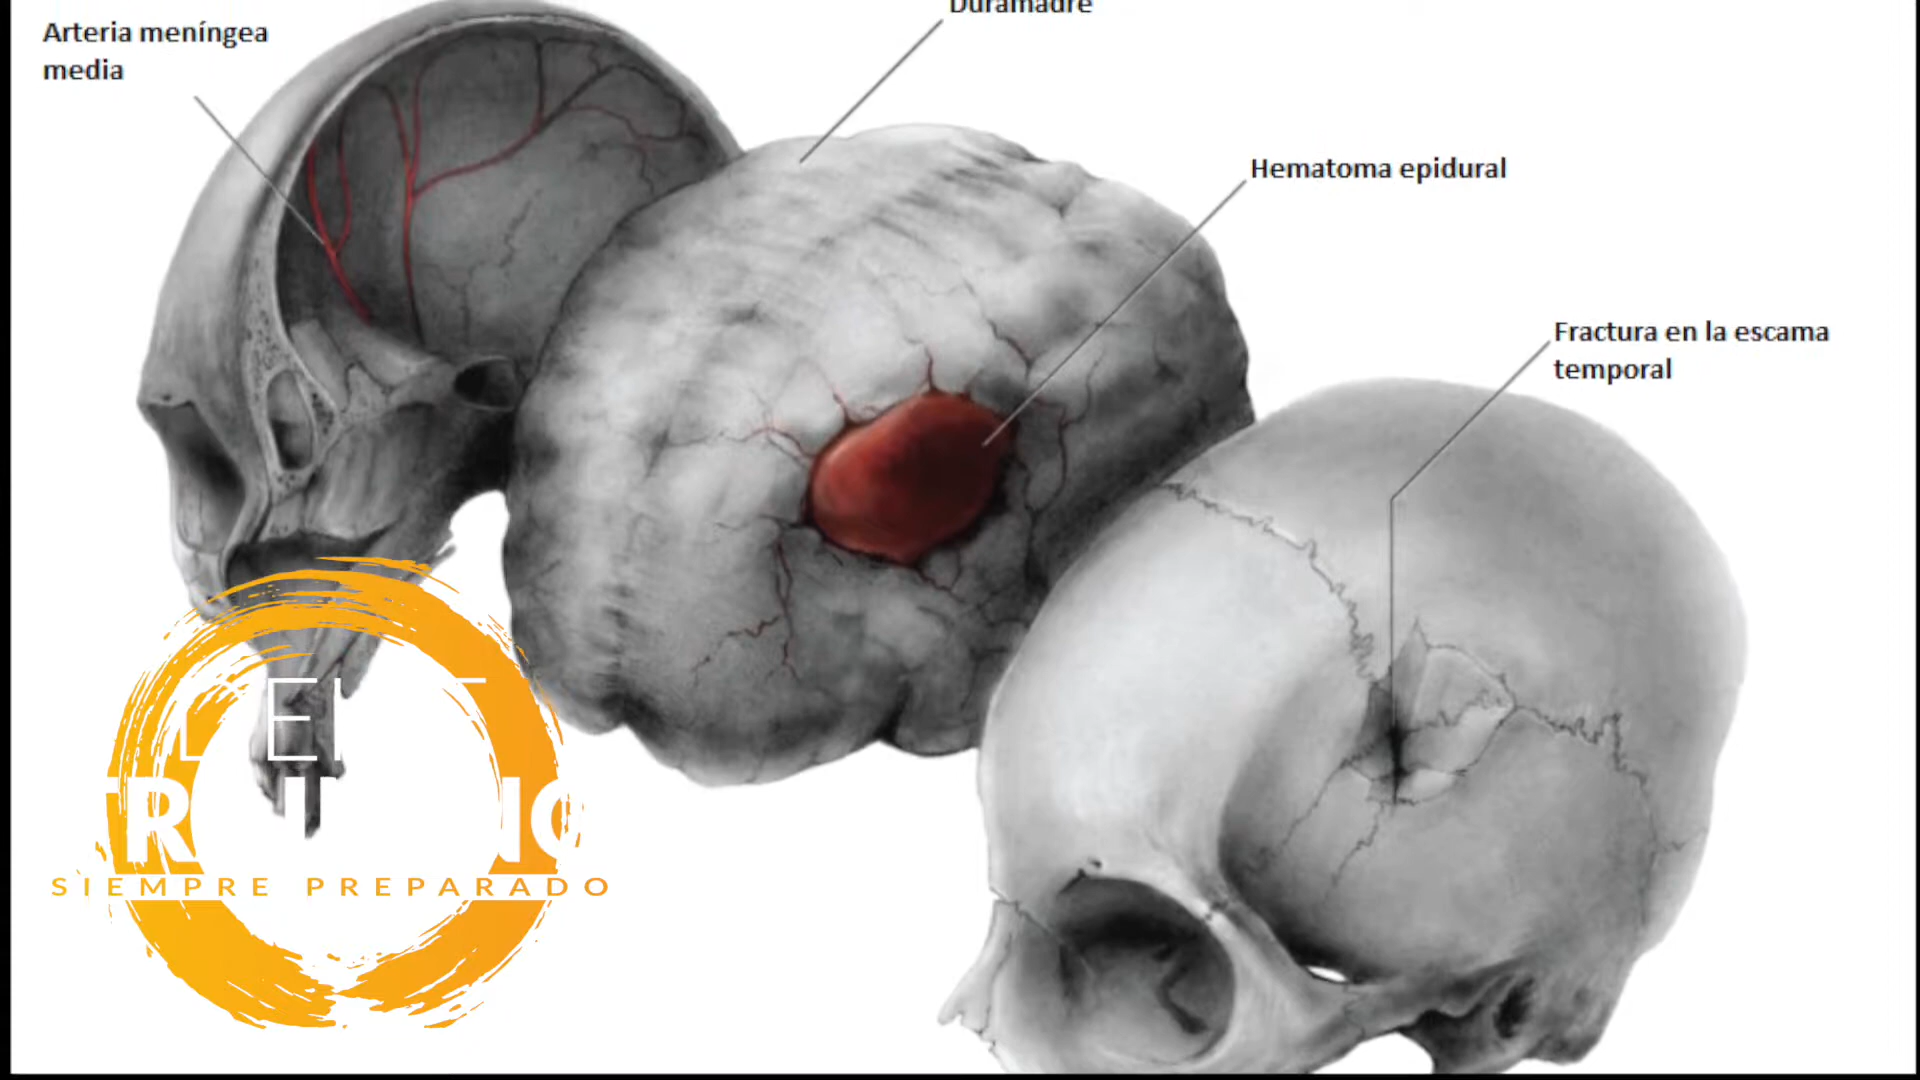 Arteria meníngea
media
Duramadre
Hematoma epidural
Fractura en la escama
temporal
SIEMPRE PREPARADO